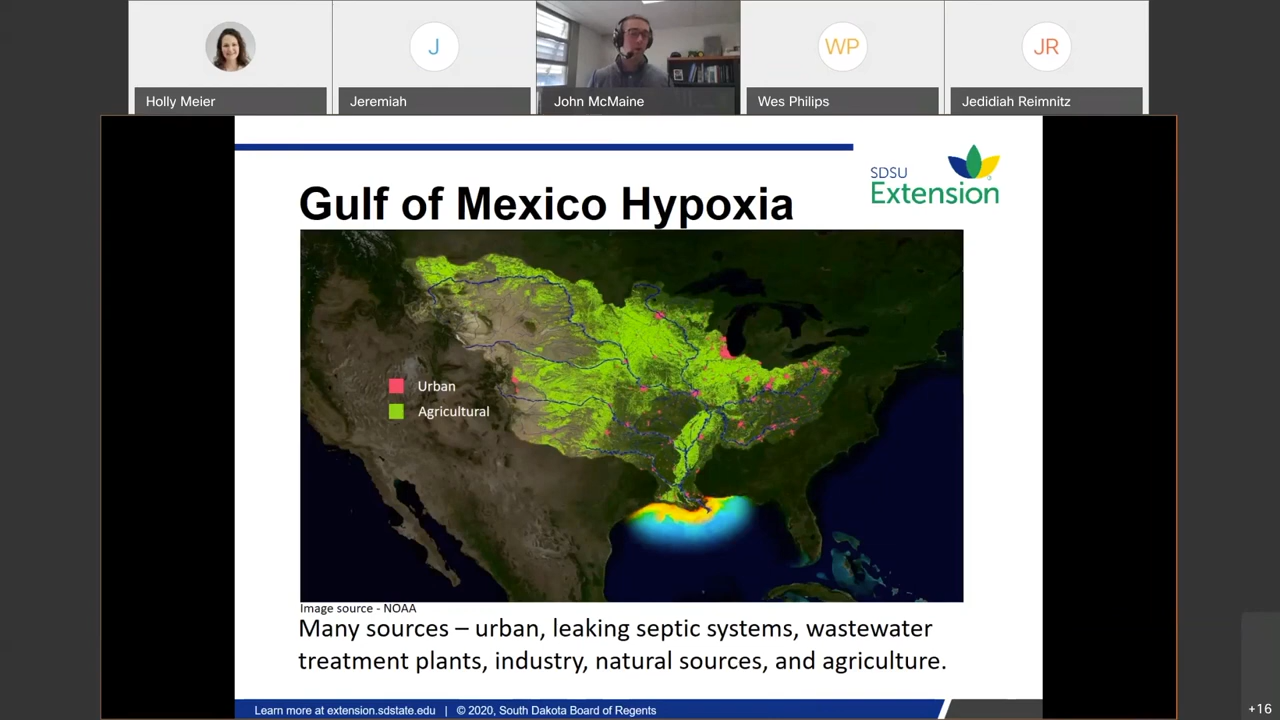 J
WP
JR
Holly Meier
Jeremiah
John McMaine
Wes Philips
Jedidiah Reimnitz
SDSU
Extension
Gulf of Mexico Hypoxia
Urban
Agricultural
Image source - NOAA
Many sources – urban, leaking septic systems, wastewater
treatment plants, industry, natural sources, and agriculture.
Learn more at extension.sdstate.edu | © 2020, South Dakota Board of Regents
+16